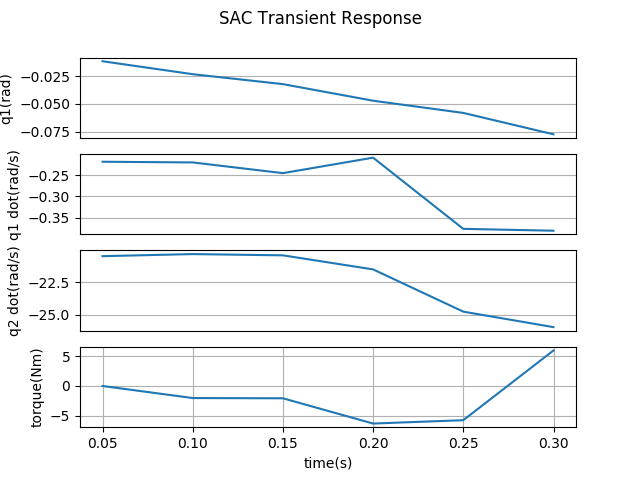 SAC Transient Response
q1(rad)
−0.025
−0.050
−0.075
q1 dot(rad/s)
−0.25
−0.30
−0.35
q2 dot(rad/s)
−22.5
−25.0
torque(Nm)
5
0
−5
0.05 0.10 0.15 0.20 0.25 0.30
time(s)